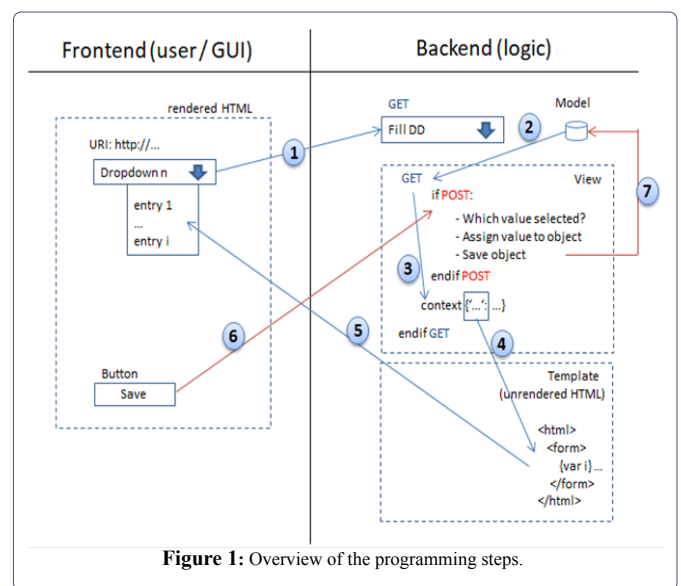 Frontend (user / GUI)
Backend (logic)
rendered HTML
URI: http://...
Dropdown n
entry 1
...
entry i
Button
Save
1
6
5
GET
Fill DD
Model
2
7
View
GET
if POST:
- Which value selected?
- Assign value to object
- Save object
3
endif POST
context {'...': ...}
endif GET
4
Template
(unrendered HTML)
<html>
<form>
{var i} ...
</form>
</html>
Figure 1: Overview of the programming steps.